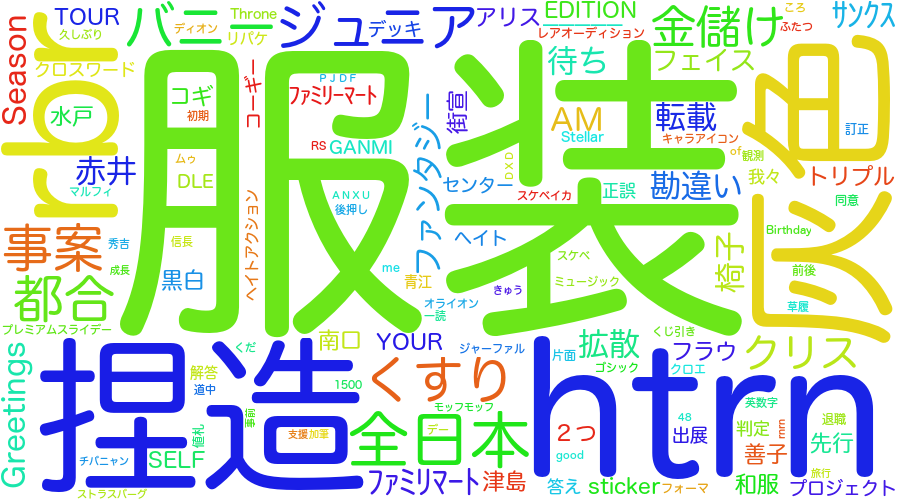 TOUR
久しぶり
バニー
ディオン
Throne
リパケ
ジュニア
デッキ
アリス
EDITION
レアオーディション
金儲け
ころ
ふたつ
サンクス
Season
クロスワード
rbr
コギ
初期
コーギー
PJDF
ファミリーマート
RS
GANMI
街宣
待ち
フェイス
AM
Stellar
転載
キャラアイコン
of
観測
訂正
灰色
水戸
赤井
マルフィ
ムゥ
DLE
服装
ANXU
後押し
ファンタジー
センター
DXD
スケベイカ
正誤
勘違い
我々
トリプル
同意
事案
秀吉
成長
信長
黒白
ヘイトアクション
me
青江
ヘイト
スケベ
ミュージック
椅子
Birthday
前後
草履
都合
プレミアムスライデー
きゅう
オライオン
一読
南口
YOUR
ジャーファル
片面
拡散
ゴシック
くじ引き
フラウ
クロエ
クリス
Greetings
捏造
くだ
解答
道中
1500
くすり
モッフモッフ
htrn
英数字
退職
チバニャン
SELF
値札
事前
支援
加筆
全日本
デー
2つ
good
48
出展
判定
mm
善子
先行
ストラスバーグ
ファミリマート
津島
答え
sticker
フォーマ
和服
旅行
プロジェクト